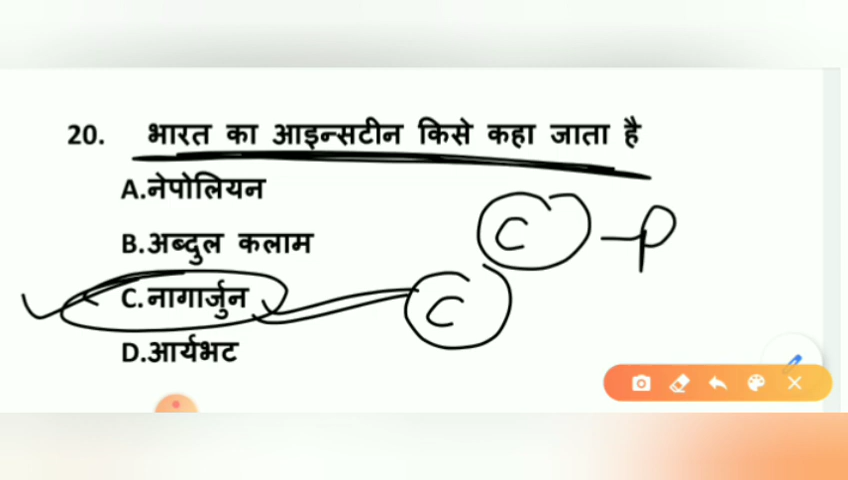 20. भारत का आइन्सटीन किसे कहा जाता है
A.नेपोलियन
B.अब्दुल कलाम
C - P
C.नागार्जुन C
D.आर्यभट